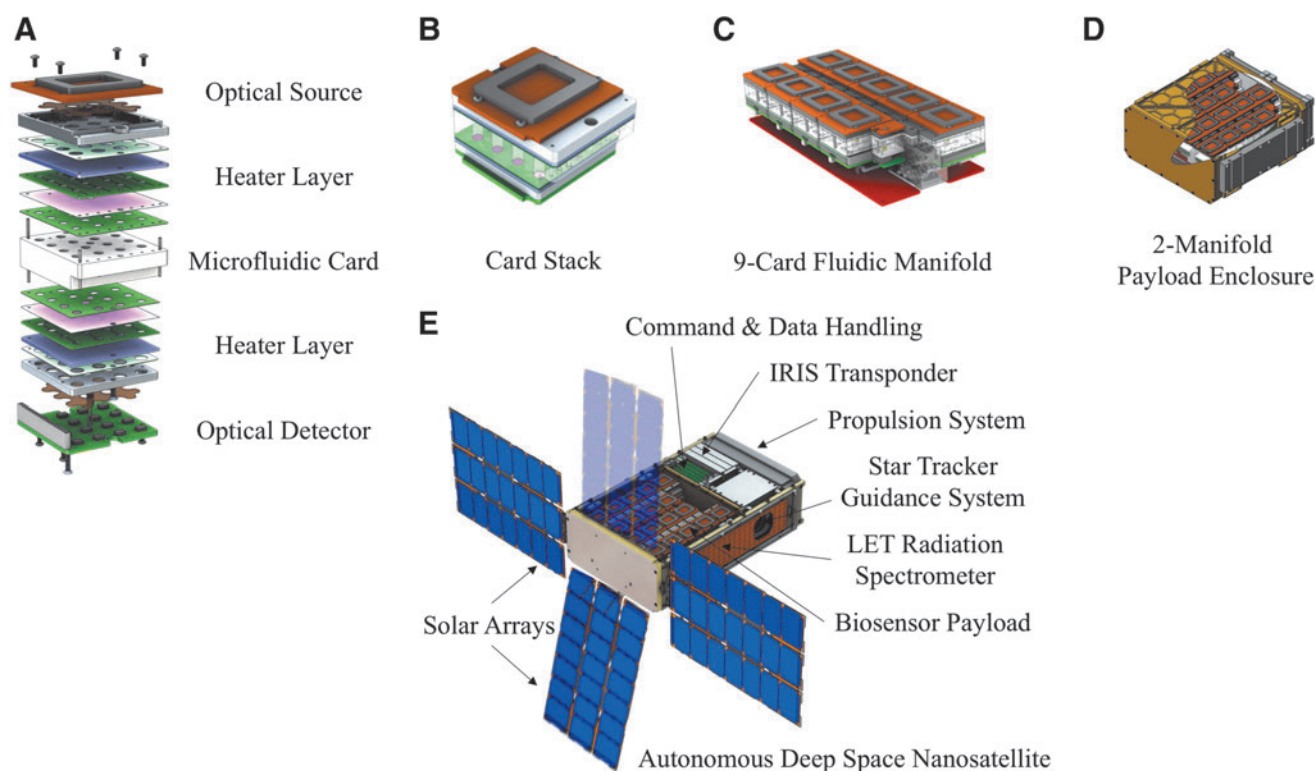 A
Optical Source
Heater Layer
Microfluidic Card
Heater Layer
Optical Detector
B
Card Stack
C
9-Card Fluidic Manifold
D
2-Manifold
Payload Enclosure
E
Command & Data Handling
IRIS Transponder
Propulsion System
Star Tracker
Guidance System
LET Radiation
Spectrometer
Biosensor Payload
Solar Arrays
Autonomous Deep Space Nanosatellite